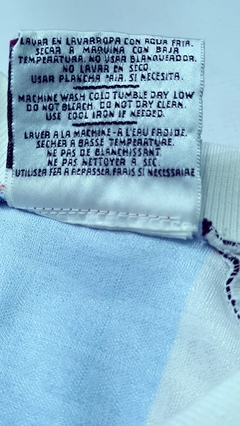 LAVAR EN LAVARROPA CON AGUA FRIA.
SECAR A MAQUINA CON BAJA
TEMPERATURA. NO USAR BLANQUEADOR.
NO LAVAR EN SECO.
USAR PLANCHA FRIA. SI NECESITA.
MACHINE WASH COLD TUMBLE DAY LOW
DO NOT BLEACH. DO NOT DRY CLEAN.
USE COOL IRON IF NEEDED.
LAVER A LA MACHINE-A L'EAU FROIDE.
SECHER A BASSE TEMPERATURE.
NE PAS DE BLANCHISSANT.
NE PAS NETTOYER A SEC
UTILISER FER A REPASSER FRAIS SI NECESSAIRE